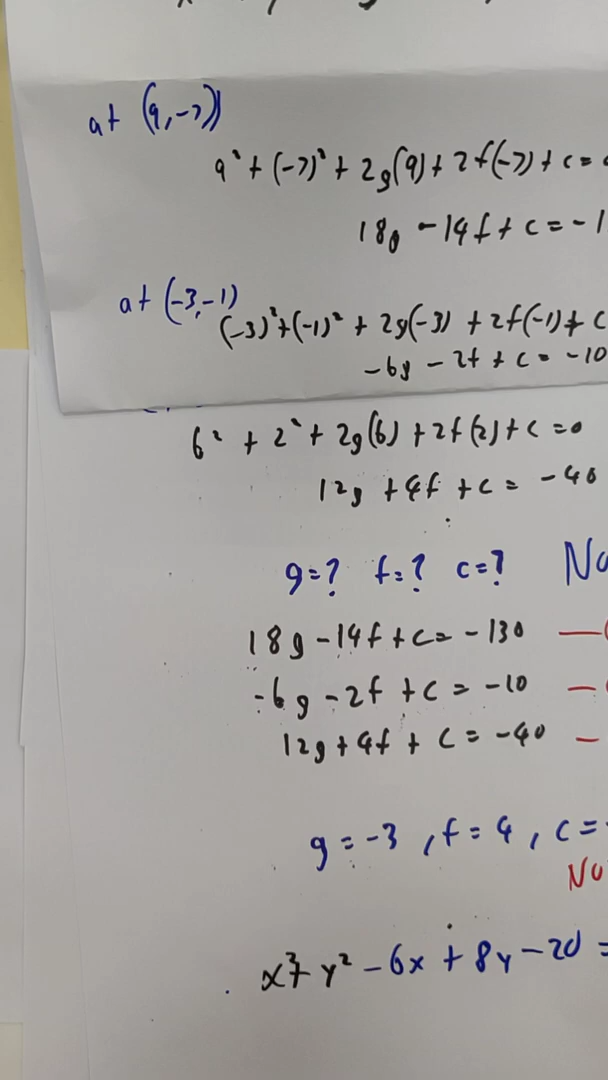 at (9,-7)
9² + (-7)² + 2g(9) + 2f(-7) + c =
18g - 14f + c = -1
at (-3,-1)
(-3)² + (-1)² + 2g(-3) + 2f(-1) + c
-6g - 2f + c = -10
6² + 2² + 2g(6) + 2f(2) + c = 0
12g + 4f + c = -40
g=? f=? c=? No
18g - 14f + c = -130
-6g - 2f + c = -10
12g + 4f + c = -40
g = -3 , f = 4 , c =
No
x² + y² - 6x + 8y - 20 =